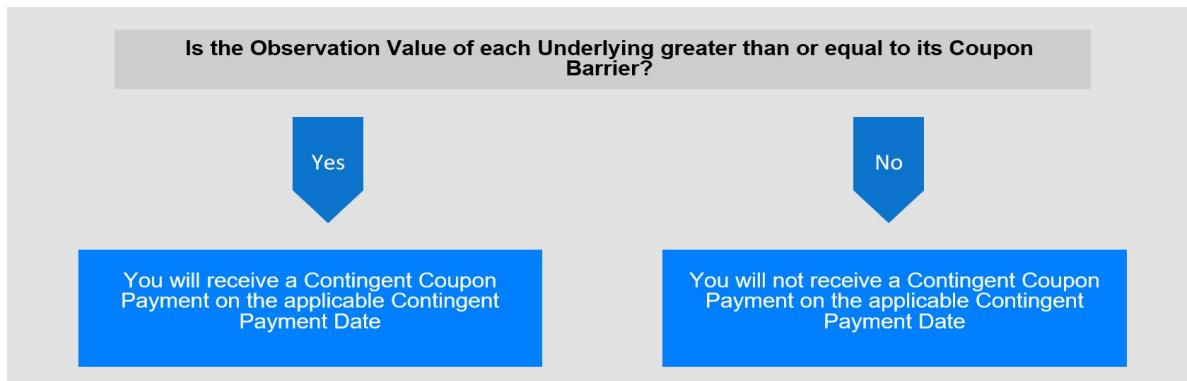 Is the Observation Value of each Underlying greater than or equal to its Coupon
Barrier?
Yes
No
You will receive a Contingent Coupon
Payment on the applicable Contingent
Payment Date
You will not receive a Contingent Coupon
Payment on the applicable Contingent
Payment Date